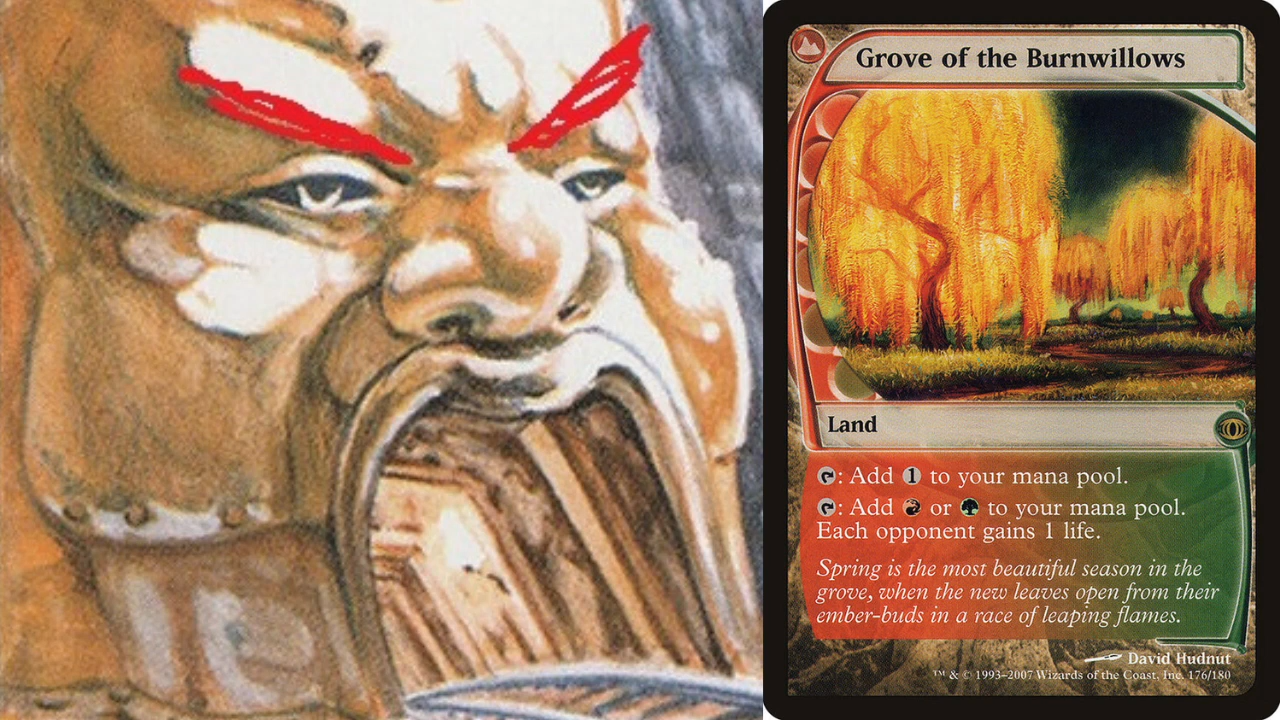 Grove of the Burnwillows
Land
: Add 1 to your mana pool.
: Add or to your mana pool.
Each opponent gains 1 life.
Spring is the most beautiful season in the
grove, when the new leaves open from their
ember-buds in a race of leaping flames.
David Hudnut
™ & © 1993–2007 Wizards of the Coast, Inc. 176/180